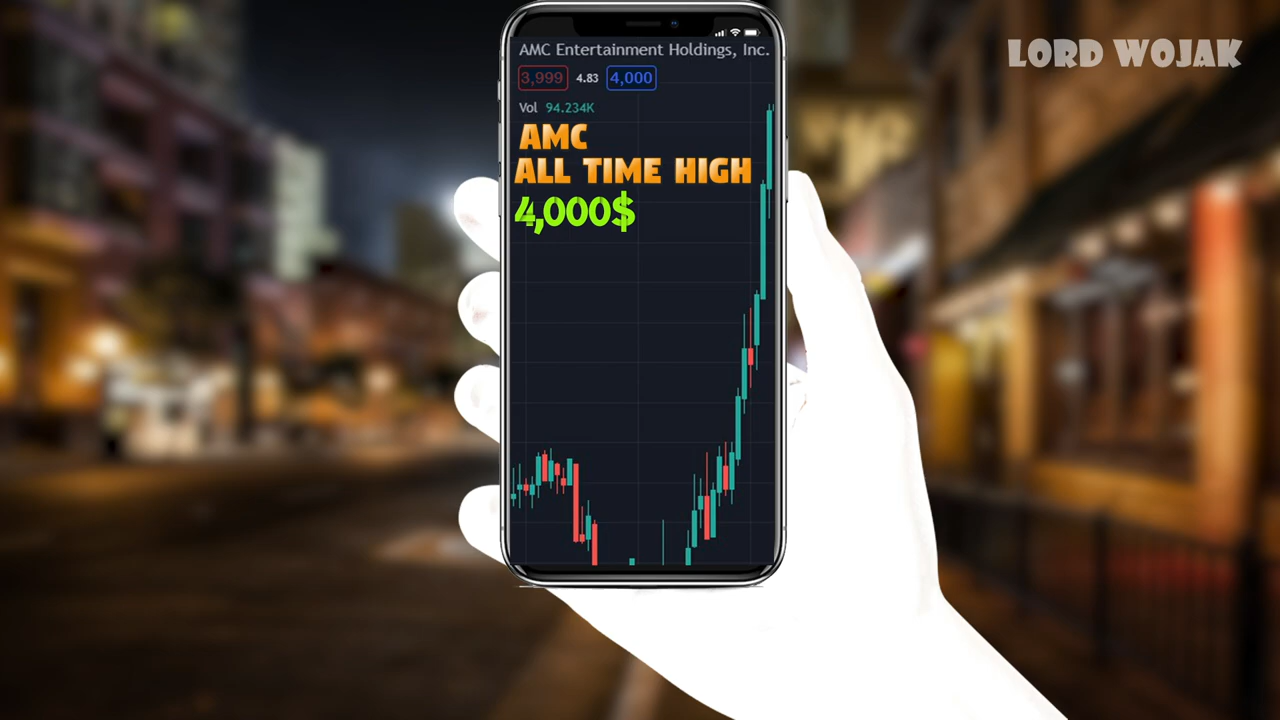 LORD WOJAK
AMC Entertainment Holdings, Inc.
3,999 4.83 4,000
Vol 94.234K
AMC
ALL TIME HIGH
4,000$